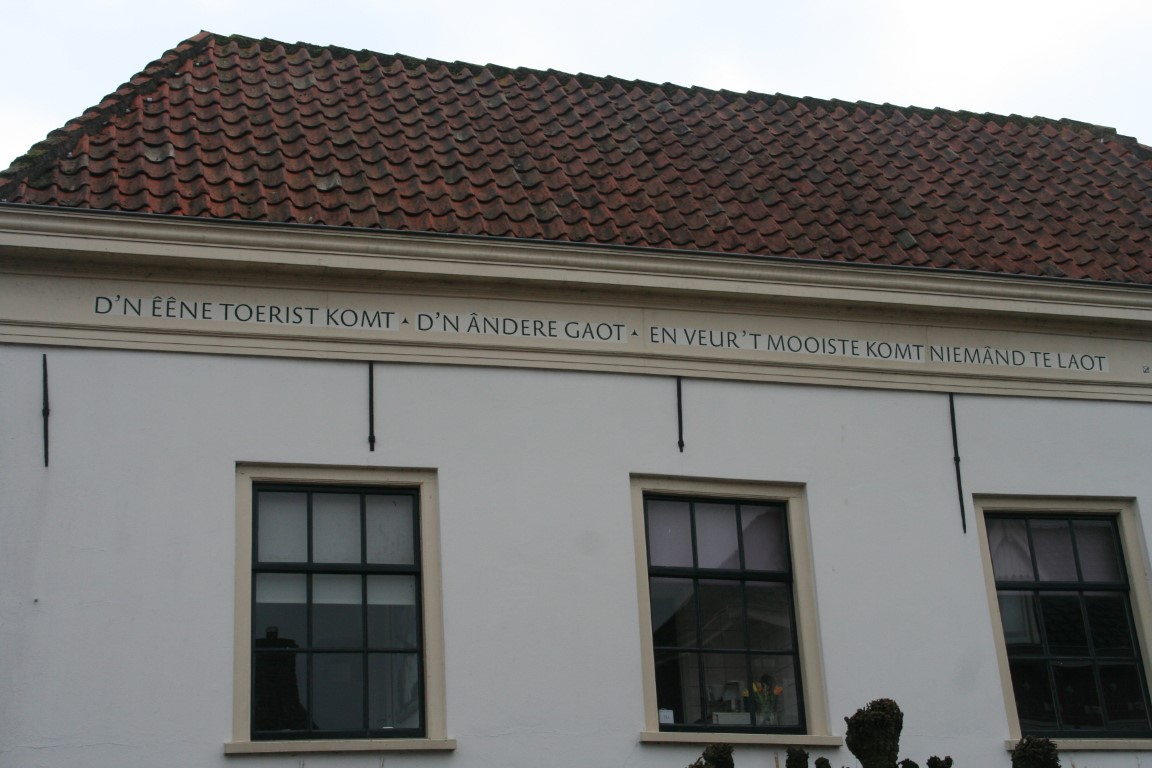 D'N ÊÊNE TOERIST KOMT ▲ D'N ÂNDERE GAOT ▲ EN VEUR 'T MOOISTE KOMT NIEMÂND TE LAOT